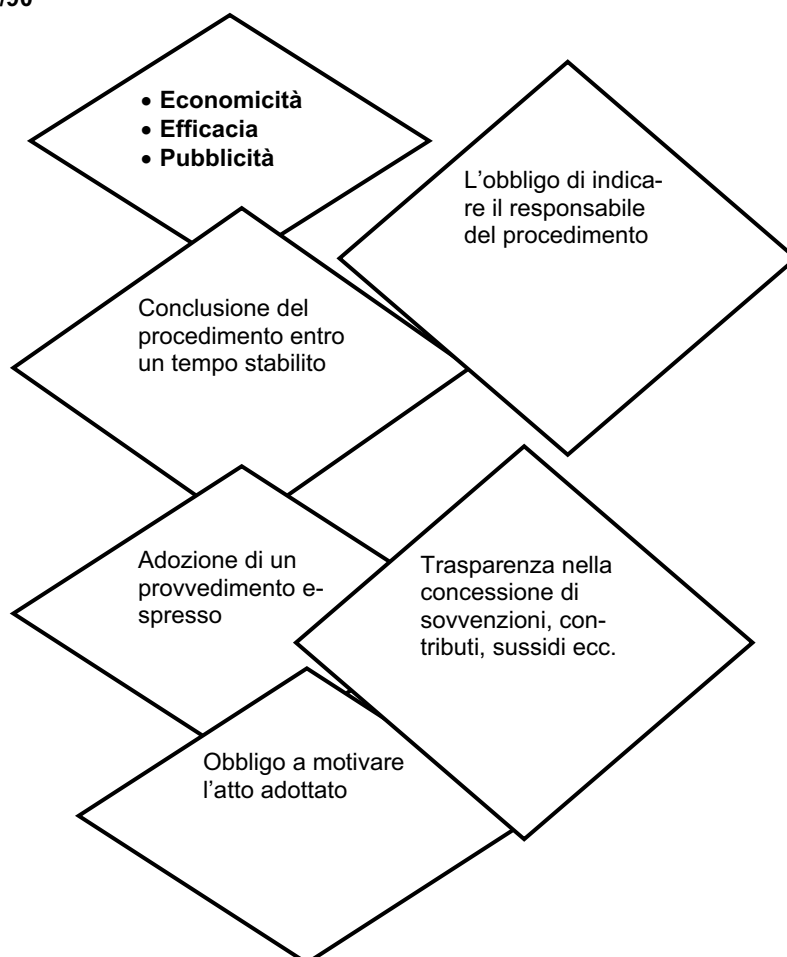 • Economicità
• Efficacia
• Pubblicità
L'obbligo di indica-
re il responsabile
del procedimento
Conclusione del
procedimento entro
un tempo stabilito
Adozione di un
provvedimento e-
spresso
Trasparenza nella
concessione di
sovvenzioni, con-
tributi, sussidi ecc.
Obbligo a motivare
l'atto adottato